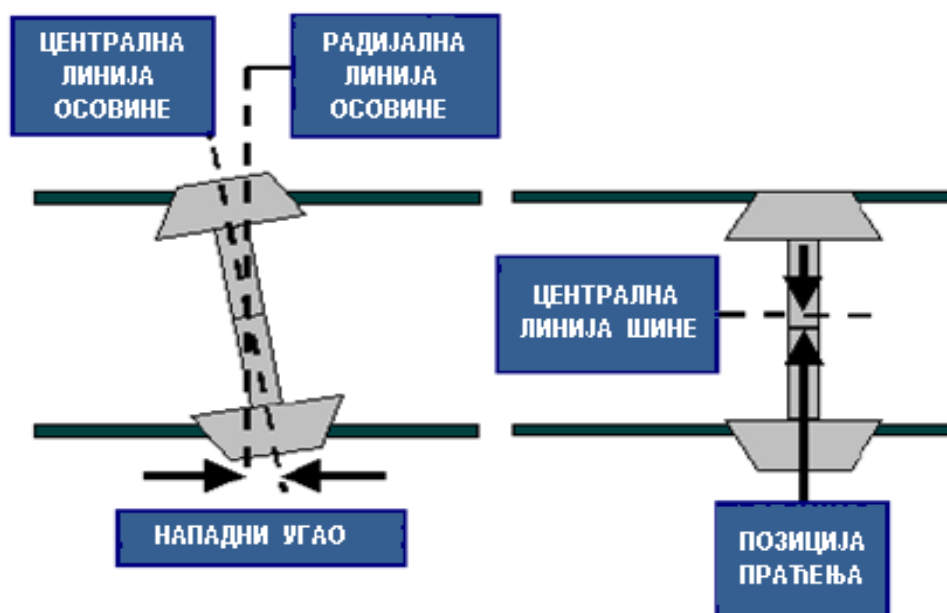 ЦЕНТРАЛНА
ЛИНИЈА
ОСОВИНЕ
РАДИЈАЛНА
ЛИНИЈА
ОСОВИНЕ
ЦЕНТРАЛНА
ЛИНИЈА ШИНЕ
НАПАДНИ УГАО
ПОЗИЦИЈА
ПРАЋЕЊА